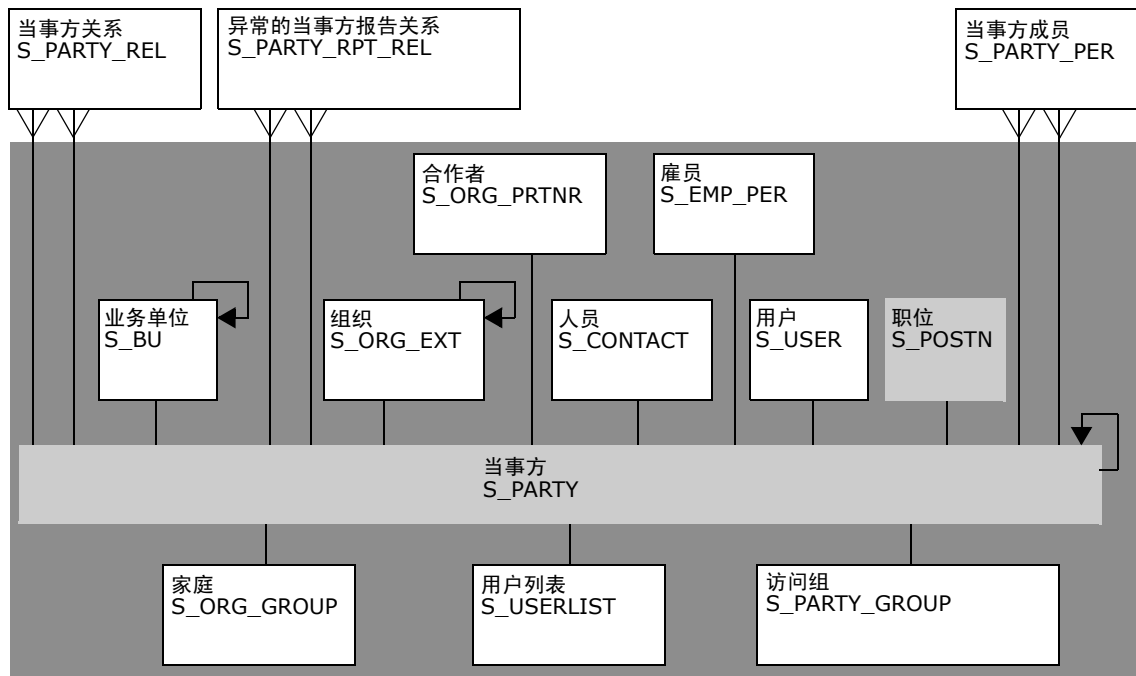 当事方关系
S_PARTY_REL
异常的当事方报告关系
S_PARTY_RPT_REL
当事方成员
S_PARTY_PER
合作者
S_ORG_PRTNR
雇员
S_EMP_PER
业务单位
S_BU
组织
S_ORG_EXT
人员
S_CONTACT
用户
S_USER
职位
S_POSTN
当事方
S_PARTY
家庭
S_ORG_GROUP
用户列表
S_USERLIST
访问组
S_PARTY_GROUP